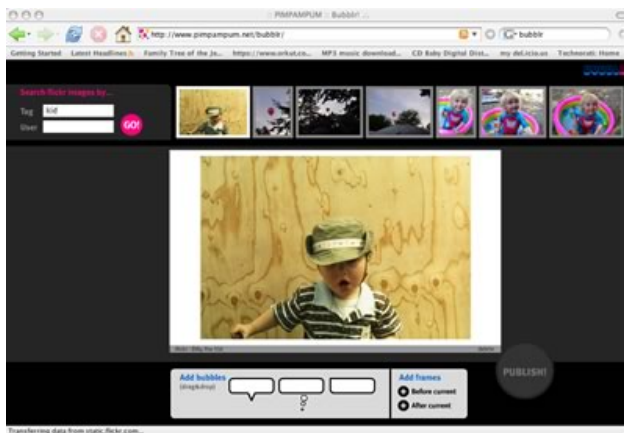 :: PIMPAMPUM :: Bubblr! ...
http://www.pimpampum.net/bubblr/
bubblr
Getting Started Latest Headlines Family Tree of the Je... https://www.orkut.co... MP3 music download... CD Baby Digital Dist... my del.icio.us Technorati: Home
Search flickr images by...
Tag kid
User
GO!
delete
PUBLISH!
Add bubbles
(drag&drop)
Add frames
Before current
After current
Transferring data from static.flickr.com...